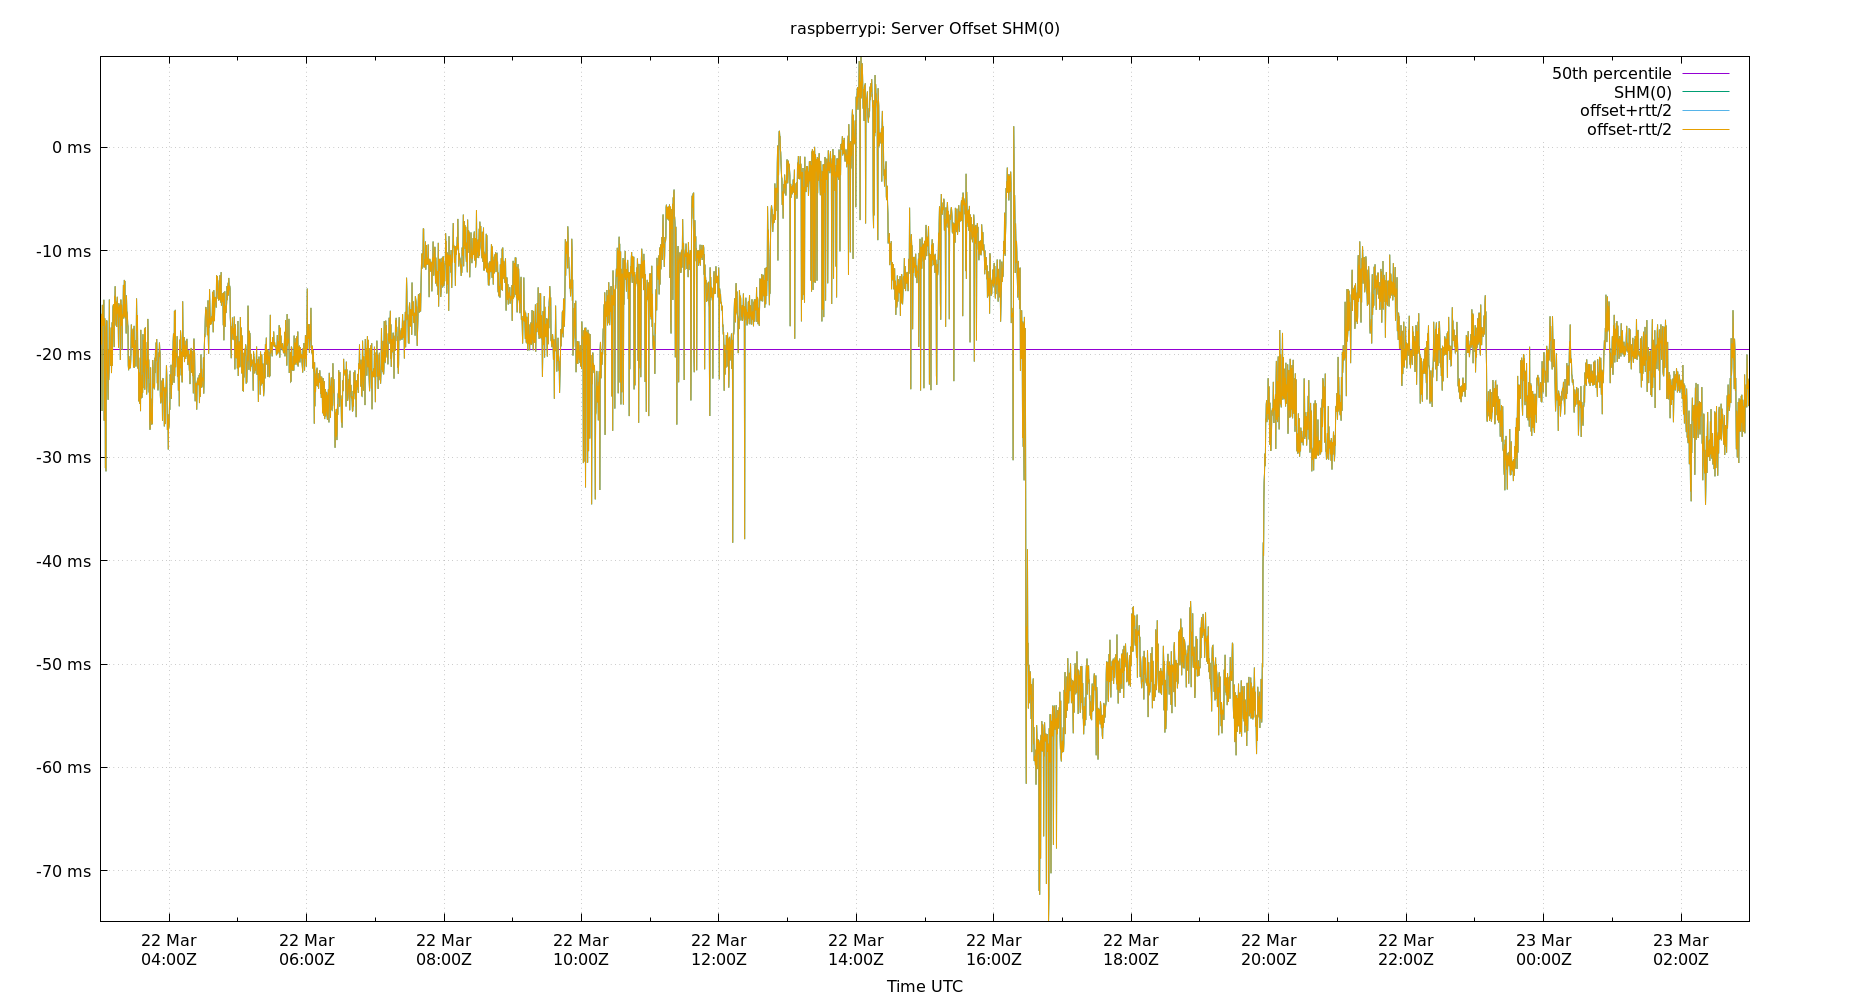 raspberrypi: Server Offset SHM(0)
50th percentile
SHM(0)
offset+rtt/2
offset-rtt/2
0 ms
-10 ms
-20 ms
-30 ms
-40 ms
-50 ms
-60 ms
-70 ms
22 Mar 22 Mar 22 Mar 22 Mar 22 Mar 22 Mar 22 Mar 22 Mar 22 Mar 22 Mar 23 Mar 23 Mar
04:00Z 06:00Z 08:00Z 10:00Z 12:00Z 14:00Z 16:00Z 18:00Z 20:00Z 22:00Z 00:00Z 02:00Z
Time UTC